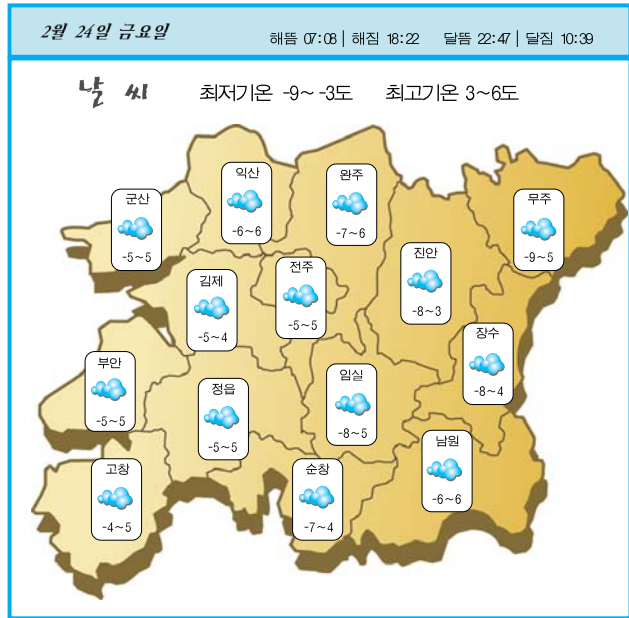 2월 24일 금요일
해뜸 07:08 | 해짐 18:22 달뜸 22:47 | 달짐 10:39
날 씨 최저기온 -9～-3도 최고기온 3～6도
군산
-5～5
익산
-6～6
완주
-7～6
무주
-9～5
김제
-5～4
전주
-5～5
진안
-8～3
장수
-8～4
부안
-5～5
정읍
-5～5
임실
-8～5
남원
-6～6
고창
-4～5
순창
-7～4